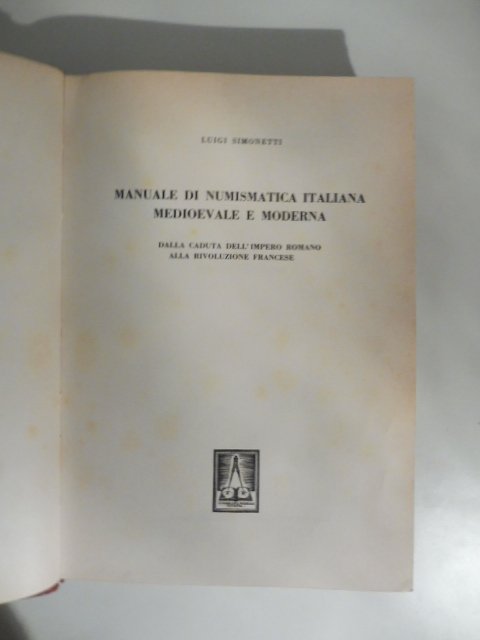 LUIGI SIMONETTI
MANUALE DI NUMISMATICA ITALIANA
MEDIOEVALE E MODERNA
DALLA CADUTA DELL'IMPERO ROMANO
ALLA RIVOLUZIONE FRANCESE